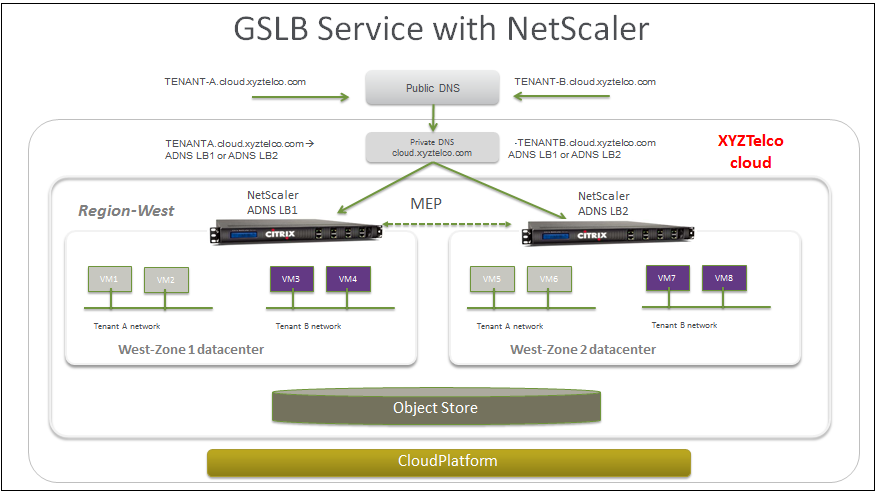 GSLB Service with NetScaler
TENANT-A.cloud.xyztelco.com
Public DNS
TENANT-B.cloud.xyztelco.com
TENANTA.cloud.xyztelco.com→
ADNS LB1 or ADNS LB2
Private DNS
cloud.xyztelco.com
-TENANTB.cloud.xyztelco.com
ADNS LB1 or ADNS LB2
XYZTelco
cloud
Region-West
NetScaler
ADNS LB1
MEP
NetScaler
ADNS LB2
CITRIX
CITRIX
VM1
VM2
VM3
VM4
VM5
VM6
VM7
VM8
Tenant A network
Tenant B network
Tenant A network
Tenant B network
West-Zone 1 datacenter
West-Zone 2 datacenter
Object Store
CloudPlatform